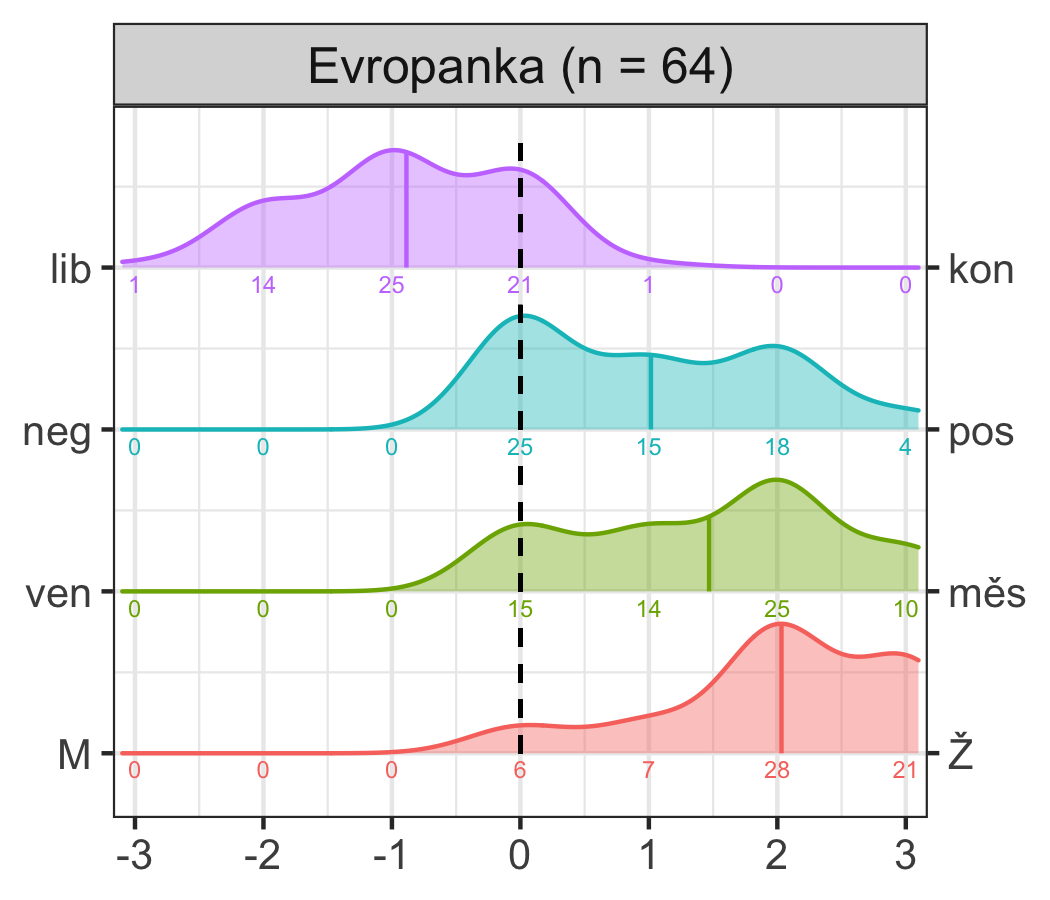 Evropanka (n = 64)
lib kon
1 14 25 21 1 0 0
neg pos
0 0 0 25 15 18 4
ven měs
0 0 0 15 14 25 10
M Ž
0 0 0 6 7 28 21
-3 -2 -1 0 1 2 3